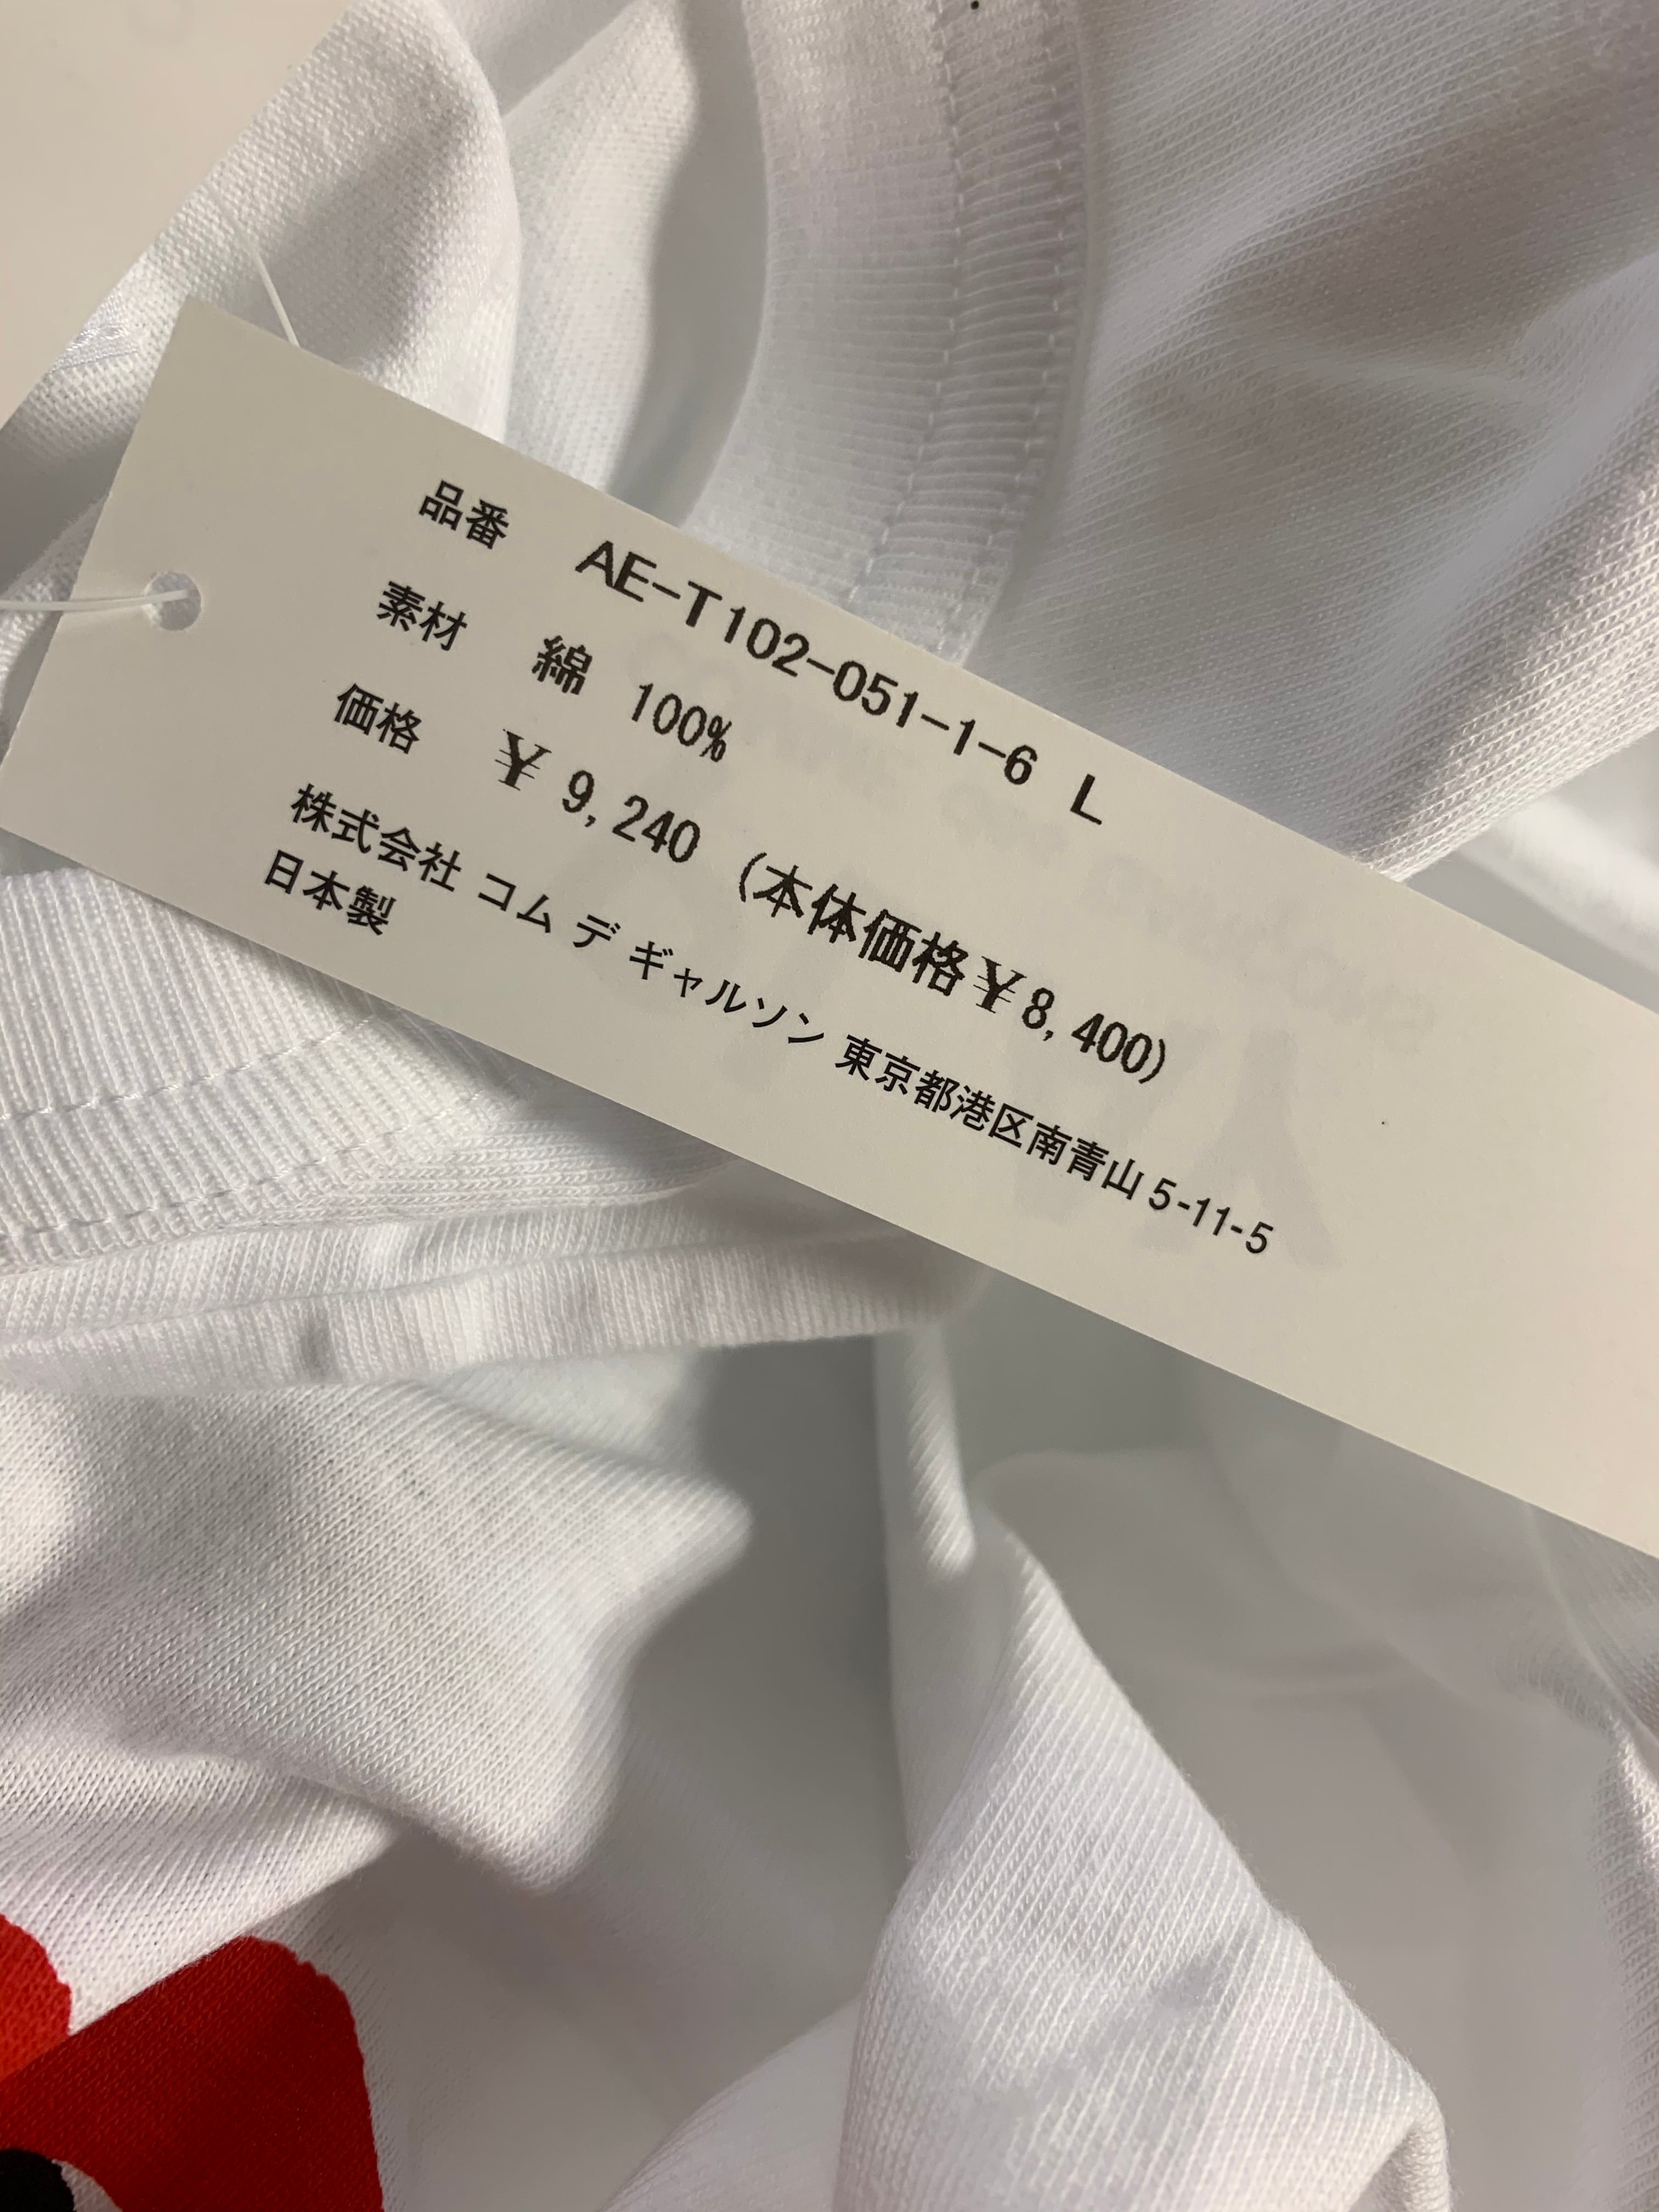 品番 AE-T102-051-1-6 L
素材 綿 100%
価格 ¥ 9,240 (本体価格¥8,400)
株式会社 コム デ ギャルソン 東京都港区南青山 5-11-5
日本製